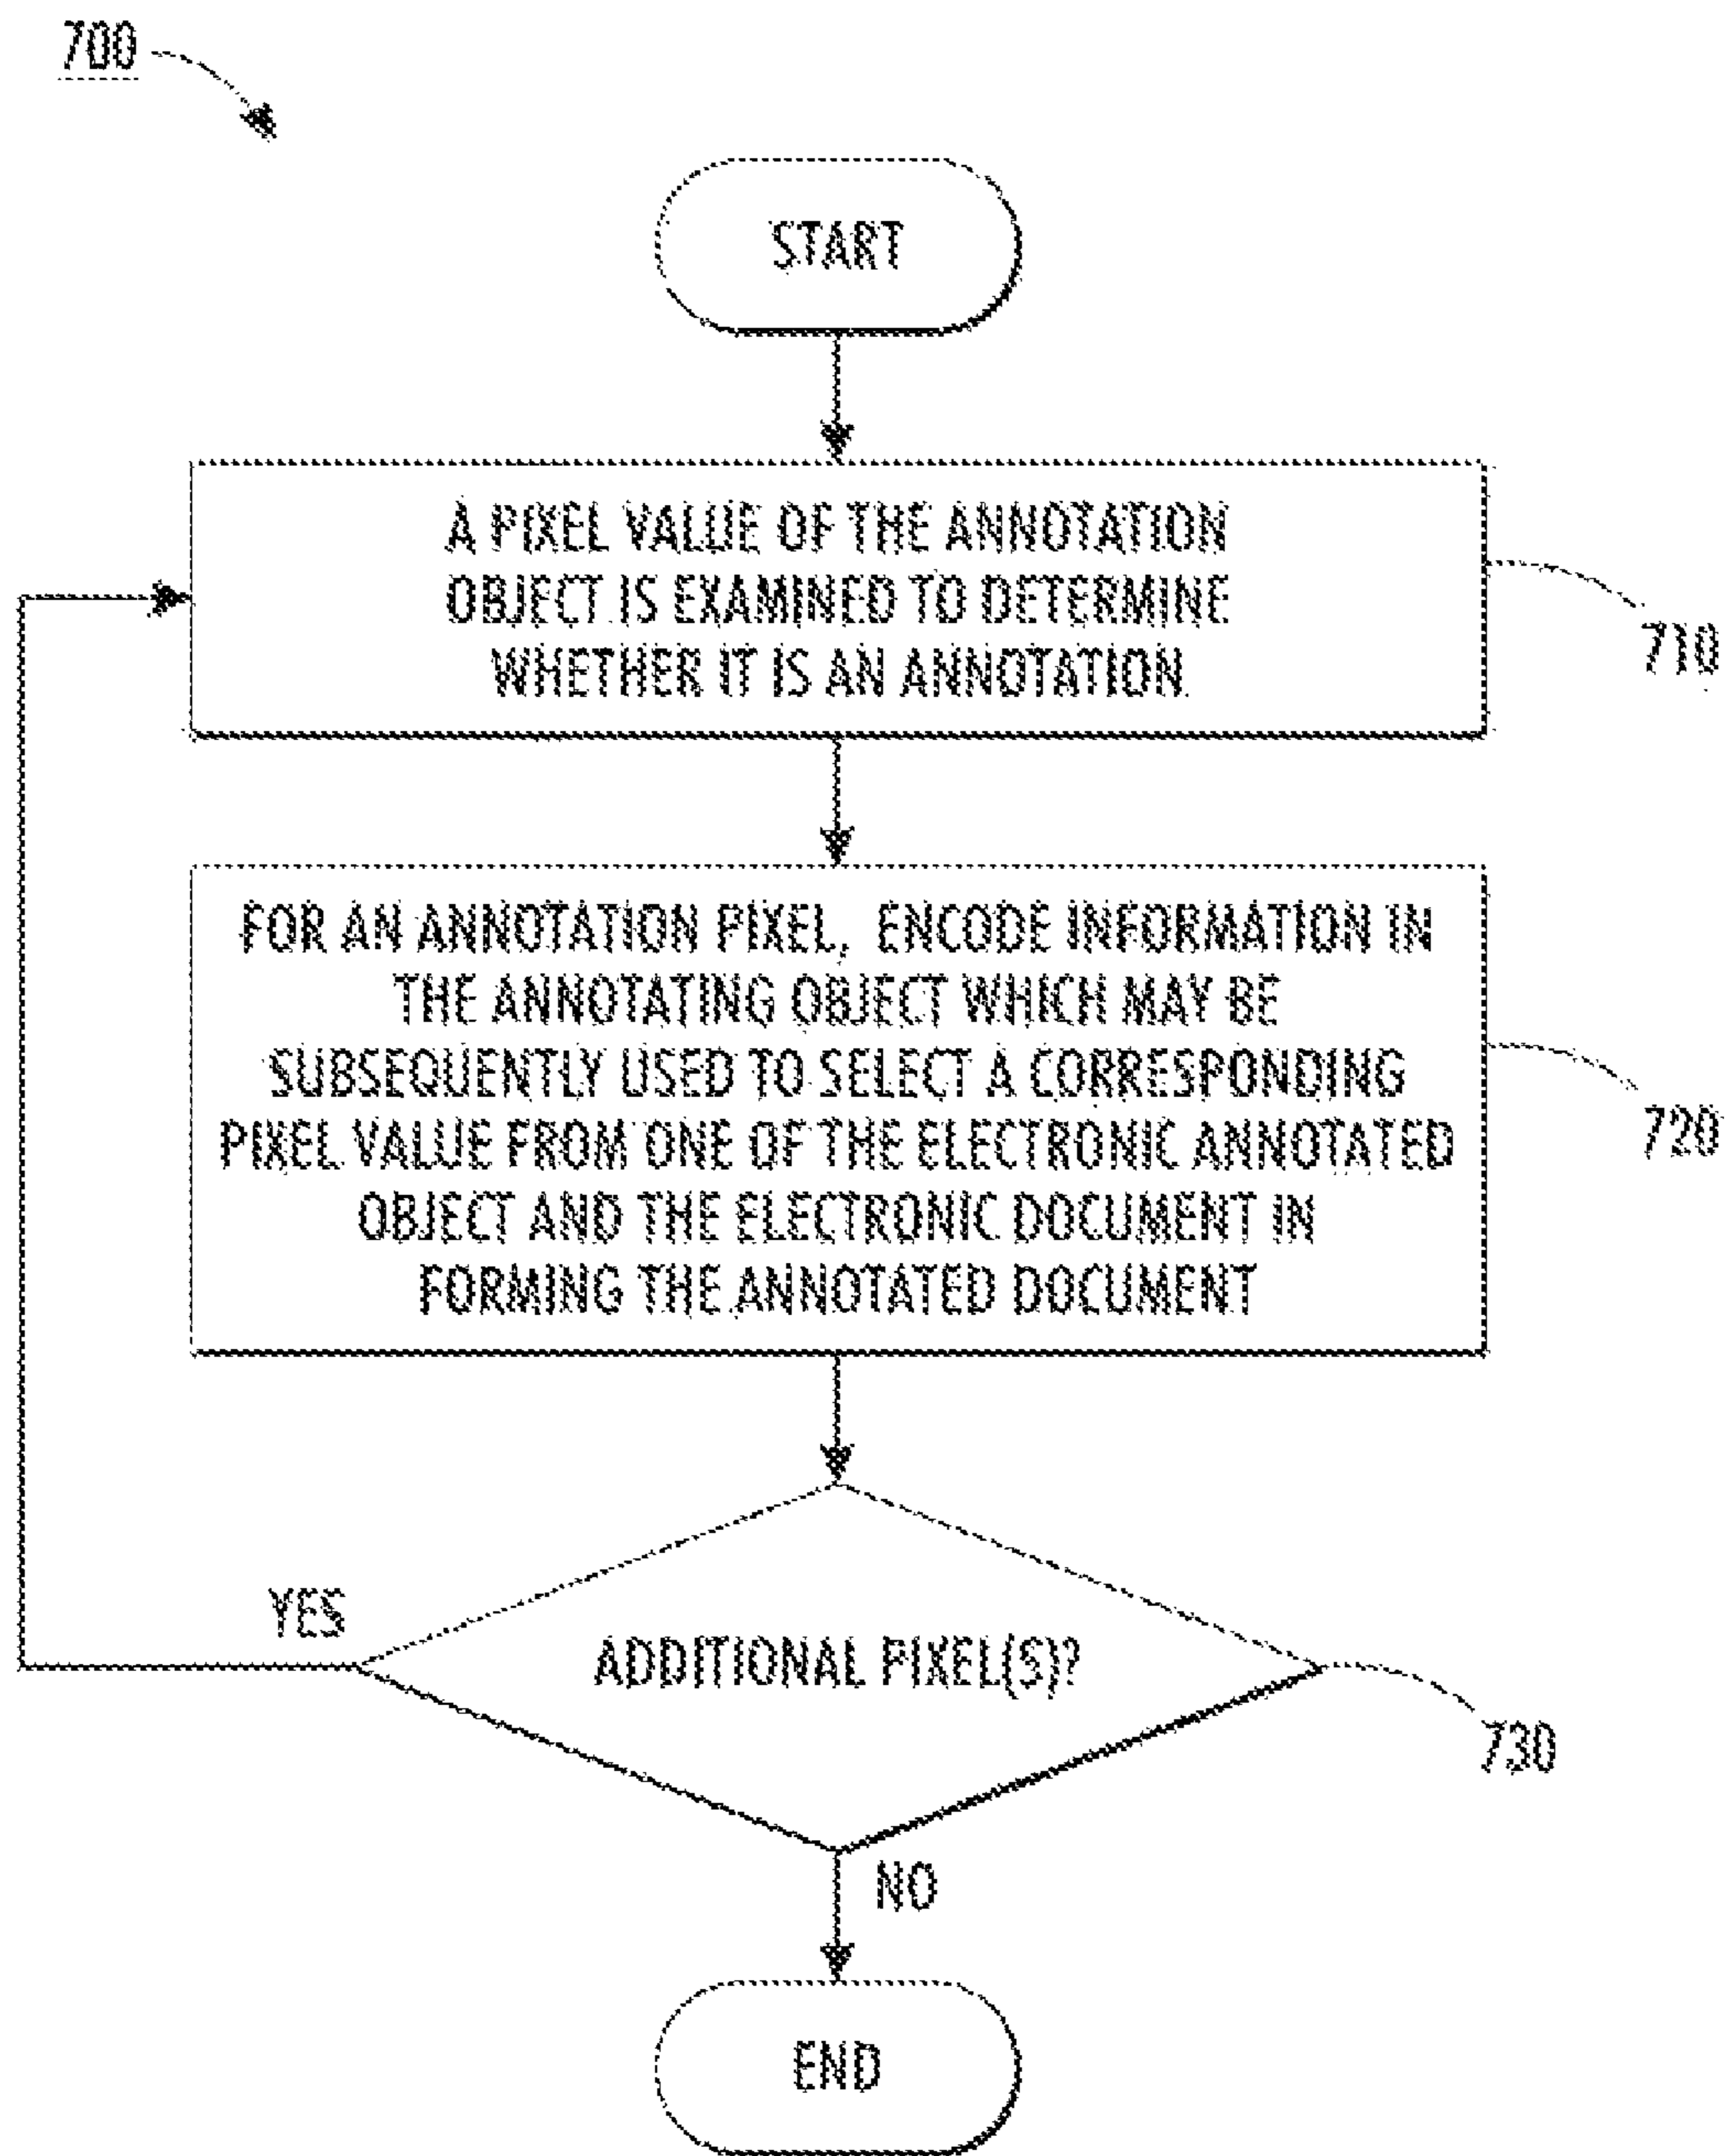 700
START
A PIXEL VALUE OF THE ANNOTATION
OBJECT IS EXAMINED TO DETERMINE
WHETHER IT IS AN ANNOTATION.
710
FOR AN ANNOTATION PIXEL, ENCODE INFORMATION IN
THE ANNOTATING OBJECT WHICH MAY BE
SUBSEQUENTLY USED TO SELECT A CORRESPONDING
PIXEL VALUE FROM ONE OF THE ELECTRONIC ANNOTATED
OBJECT AND THE ELECTRONIC DOCUMENT IN
FORMING THE ANNOTATED DOCUMENT
720
YES
ADDITIONAL PIXEL(S)?
730
NO
END